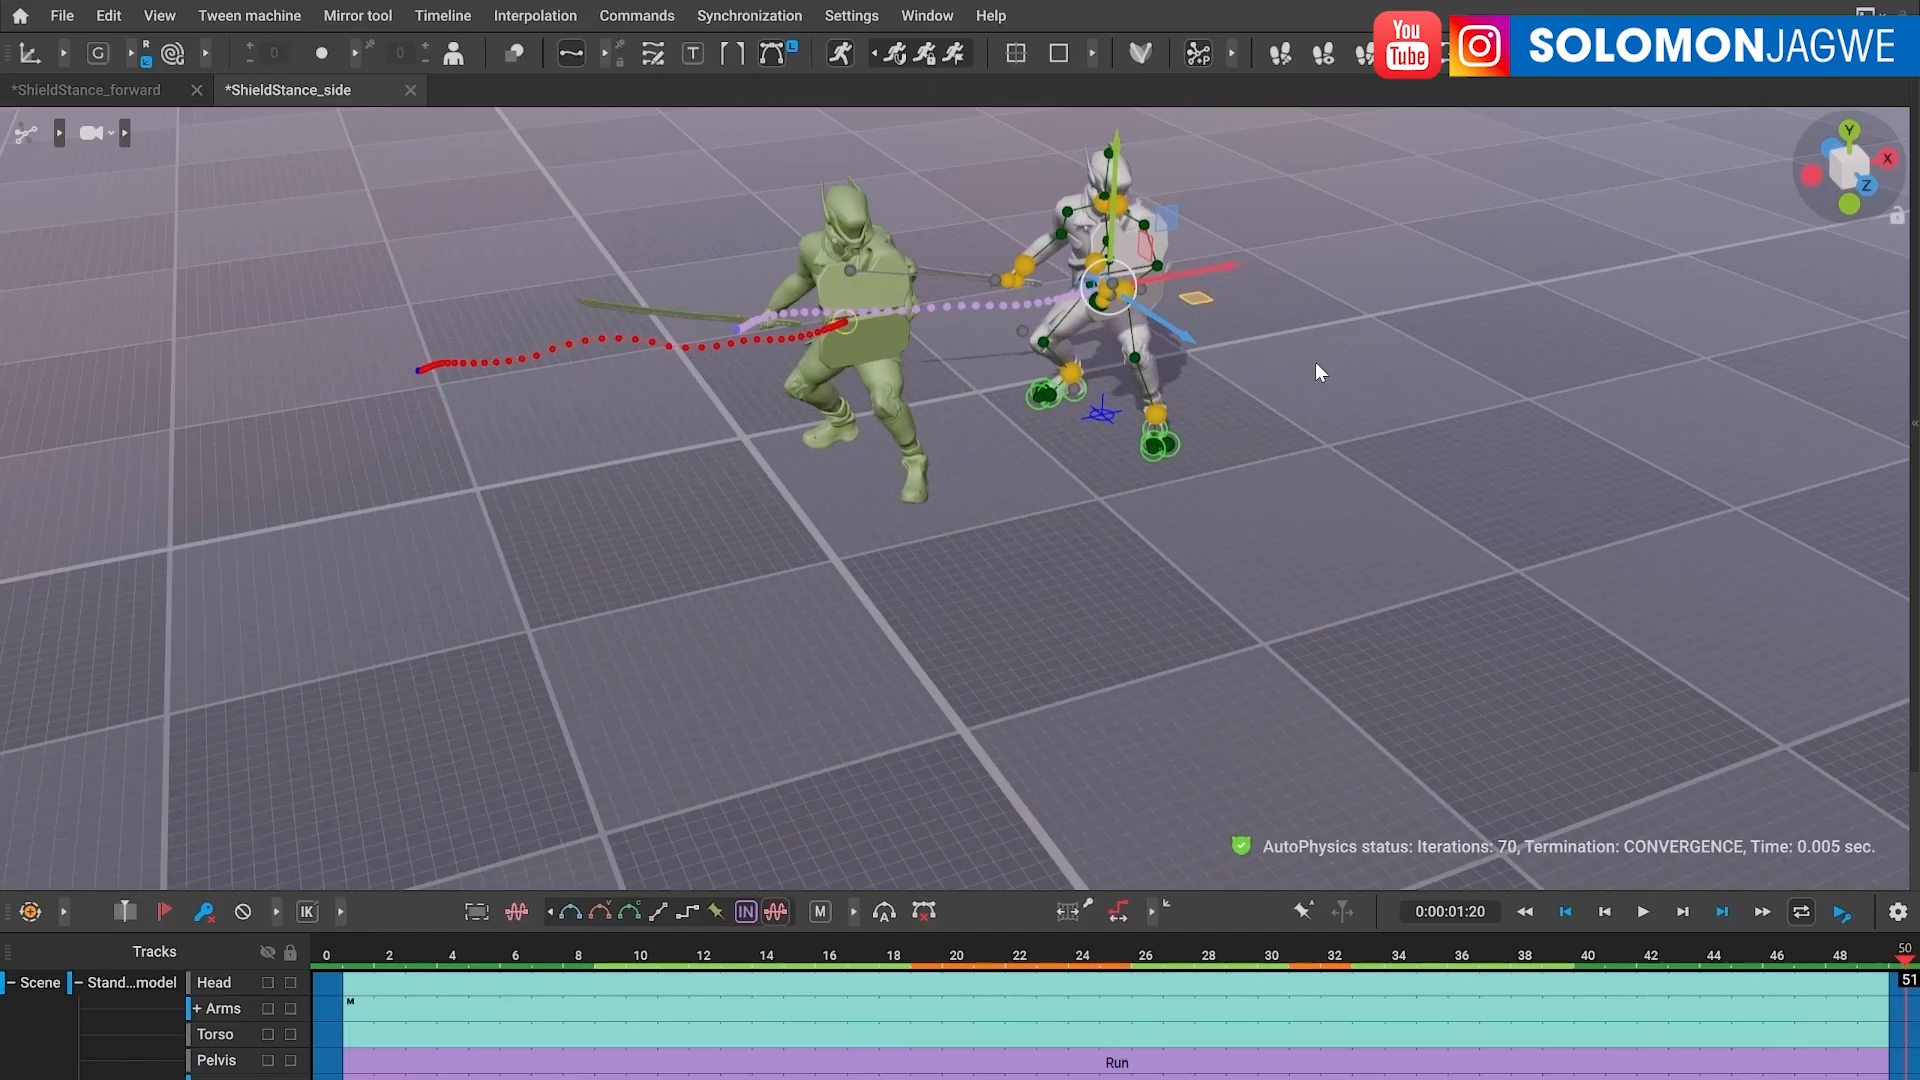 File Edit View Tween machine Mirror tool Timeline Interpolation Commands Synchronization Settings Window Help
G R L 0 0 T L P
You Tube SOLOMONJAGWE
*ShieldStance_forward *ShieldStance_side
Y
X
Z
AutoPhysics status: Iterations: 70, Termination: CONVERGENCE, Time: 0.005 sec.
IK IN M A 0:00:01:20
Tracks 0 2 4 6 8 10 12 14 16 18 20 22 24 26 28 30 32 34 36 38 40 42 44 46 48 50
Scene Stand...model Head 51
M
+ Arms
Torso
Pelvis Run